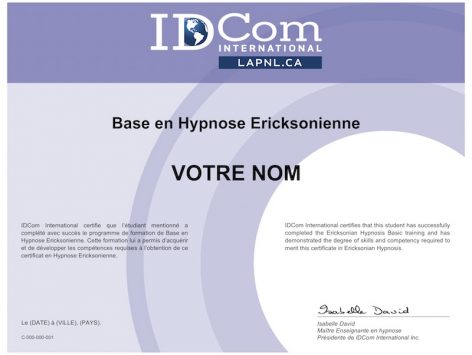 IDCom
INTERNATIONAL
LAPNL.CA
Base en Hypnose Ericksonienne
VOTRE NOM
IDCom International certifie que l'étudiant mentionné a
complété avec succès le programme de formation de Base en
Hypnose Ericksonienne. Cette formation lui a permis d'acquérir
et de développer les compétences requises à l'obtention de ce
certificat en Hypnose Ericksonienne.
IDCom International certifies that this student has successfully
completed the Ericksonian Hypnosis Basic training and has
demonstrated the degree of skills and competency required to
merit this certificate in Ericksonian Hypnosis.
Isabelle David
Le (DATE) à (VILLE), (PAYS).
C-000-000-001
Isabelle David
Maître Enseignante en hypnose
Présidente de IDCom International Inc.